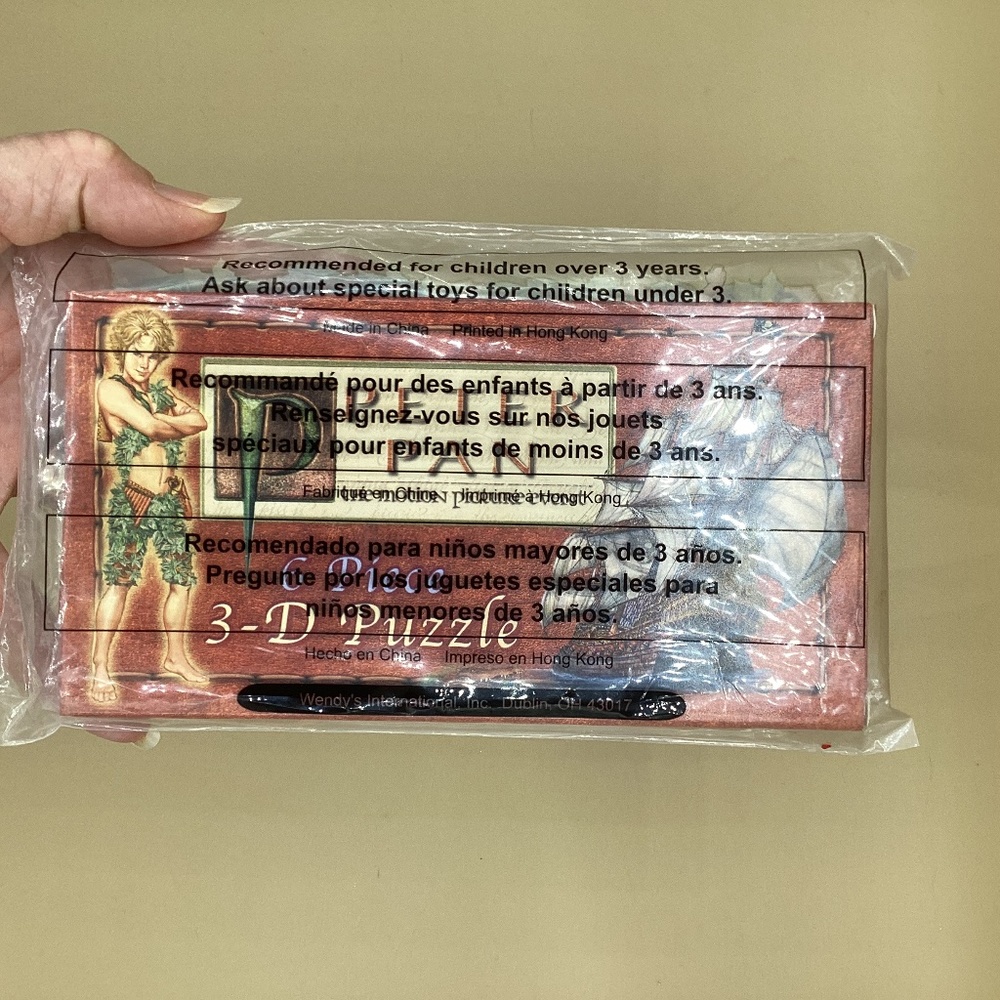 Recommended for children over 3 years.
Ask about special toys for children under 3.
Made in China Printed in Hong Kong
Recommandé pour des enfants à partir de 3 ans.
Renseignez-vous sur nos jouets
spéciaux pour enfants de moins de 3 ans.
PETER
PAN
Fabriqué en Chine Imprimé à Hong Kong
the motion picture event
Recomendado para niños mayores de 3 años.
Pregunte por los juguetes especiales para
niños menores de 3 años.
6 Piece
3-D Puzzle
Hecho en China Impreso en Hong Kong
Wendy's International, Inc., Dublin, OH 43017